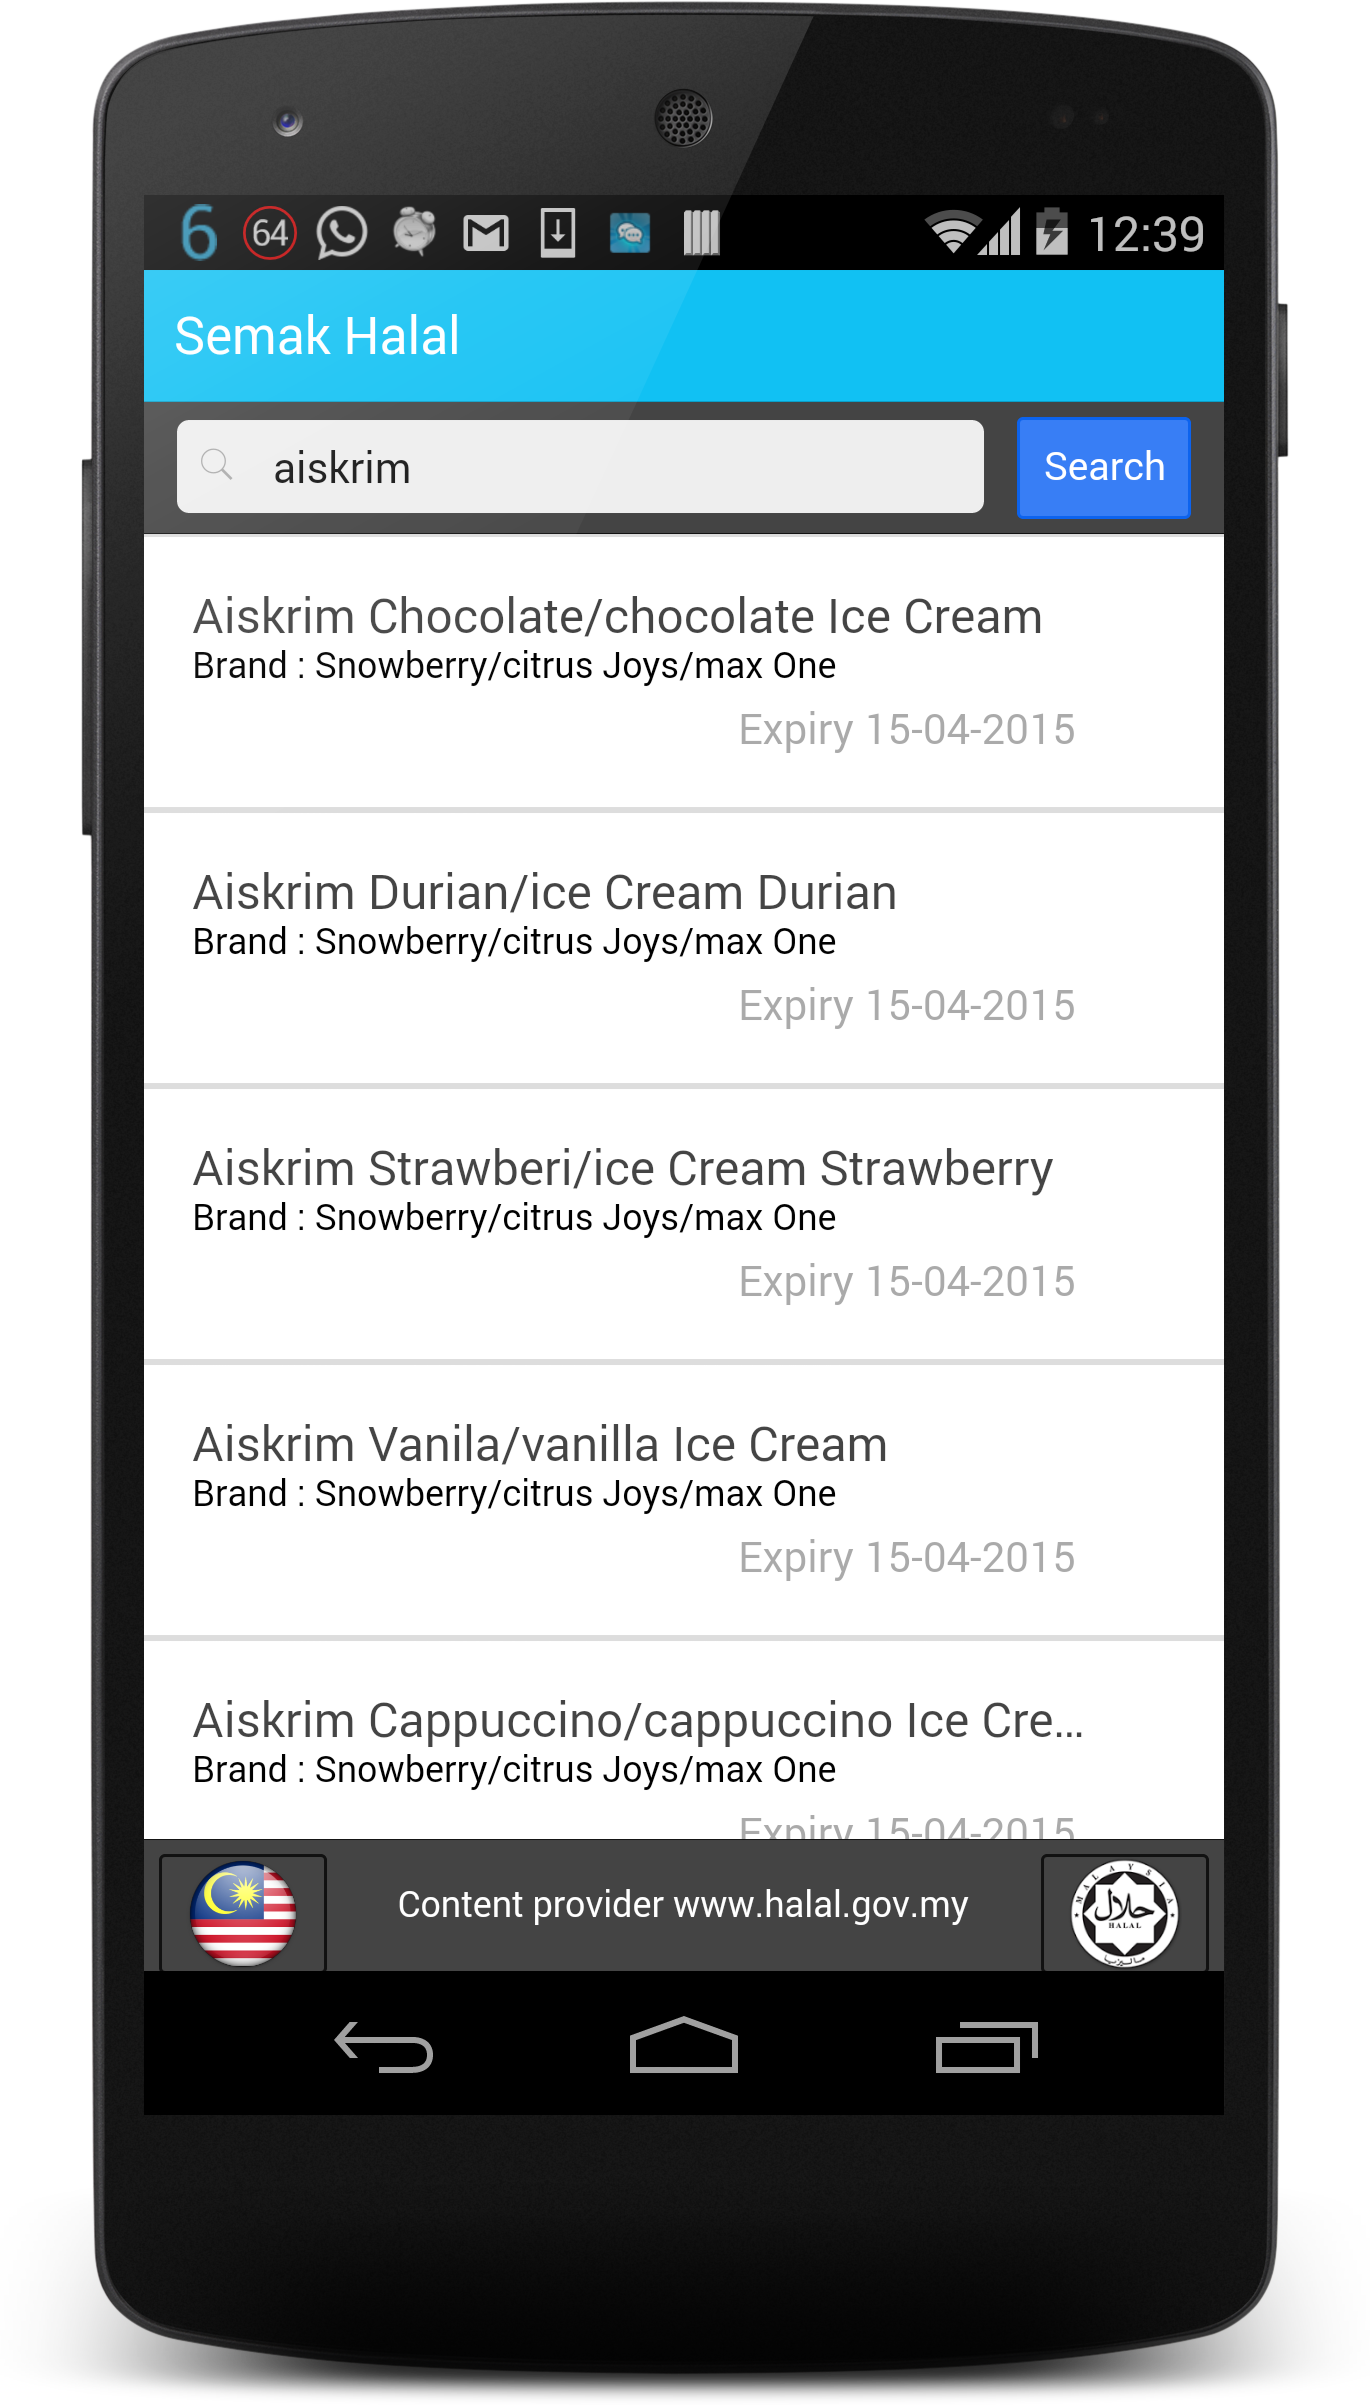 6 64 12:39
Semak Halal
aiskrim Search
Aiskrim Chocolate/chocolate Ice Cream
Brand : Snowberry/citrus Joys/max One
Expiry 15-04-2015
Aiskrim Durian/ice Cream Durian
Brand : Snowberry/citrus Joys/max One
Expiry 15-04-2015
Aiskrim Strawberi/ice Cream Strawberry
Brand : Snowberry/citrus Joys/max One
Expiry 15-04-2015
Aiskrim Vanila/vanilla Ice Cream
Brand : Snowberry/citrus Joys/max One
Expiry 15-04-2015
Aiskrim Cappuccino/cappuccino Ice Cre...
Brand : Snowberry/citrus Joys/max One
Expiry 15-04-2015
Content provider www.halal.gov.my
MALAYSIA
حلال
HALAL
ماليزيا